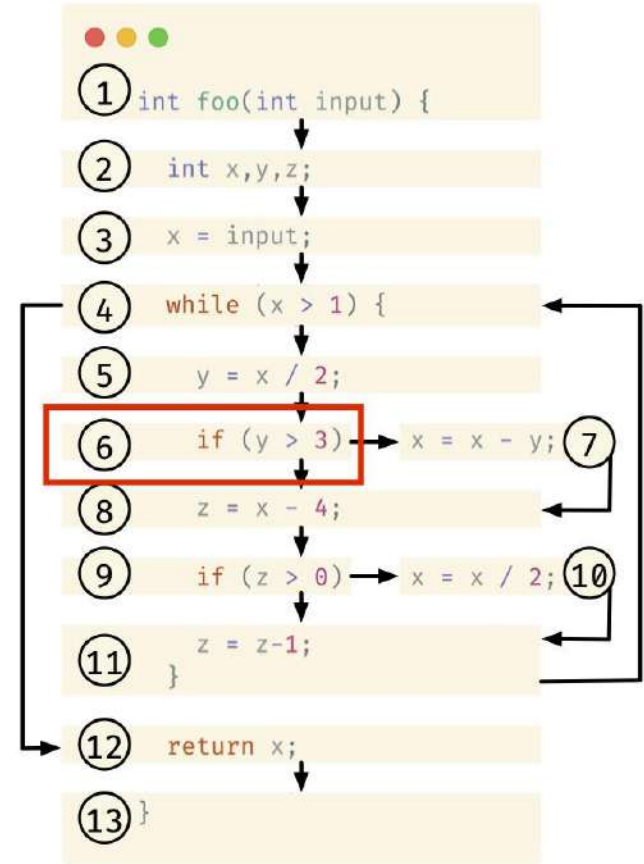 1 int foo(int input) {
2 int x,y,z;
3 x = input;
4 while (x > 1) {
5 y = x / 2;
6 if (y > 3) x = x - y; 7
8 z = x - 4;
9 if (z > 0) x = x / 2; 10
z = z-1;
11 }
12 return x;
13 }